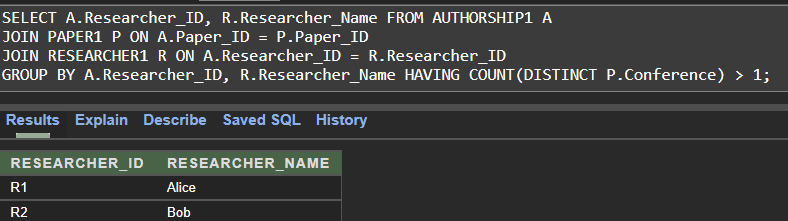 SELECT A.Researcher_ID, R.Researcher_Name FROM AUTHORSHIP1 A
JOIN PAPER1 P ON A.Paper_ID = P.Paper_ID
JOIN RESEARCHER1 R ON A.Researcher_ID = R.Researcher_ID
GROUP BY A.Researcher_ID, R.Researcher_Name HAVING COUNT(DISTINCT P.Conference) > 1;
Results Explain Describe Saved SQL History
RESEARCHER_ID RESEARCHER_NAME
R1 Alice
R2 Bob